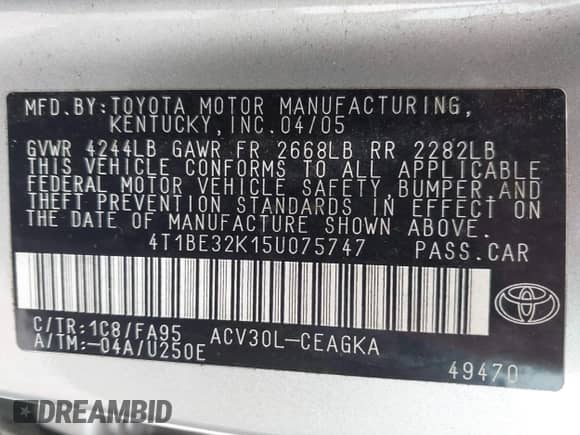 MFD.BY:TOYOTA MOTOR MANUFACTURING,
KENTUCKY,INC.04/05
GVWR 4244LB GAWR FR 2668LB RR 2282LB
THIS VEHICLE CONFORMS TO ALL APPLICABLE
FEDERAL MOTOR VEHICLE SAFETY,BUMPER,AND
THEFT PREVENTION STANDARDS IN EFFECT ON
THE DATE OF MANUFACTURE SHOWN ABOVE.
4T1BE32K15U075747 PASS.CAR
C/TR:1C8/FA95 ACV30L-CEAGKA
A/TM:-04A/U250E
49470
TOYOTA
DREAMBID